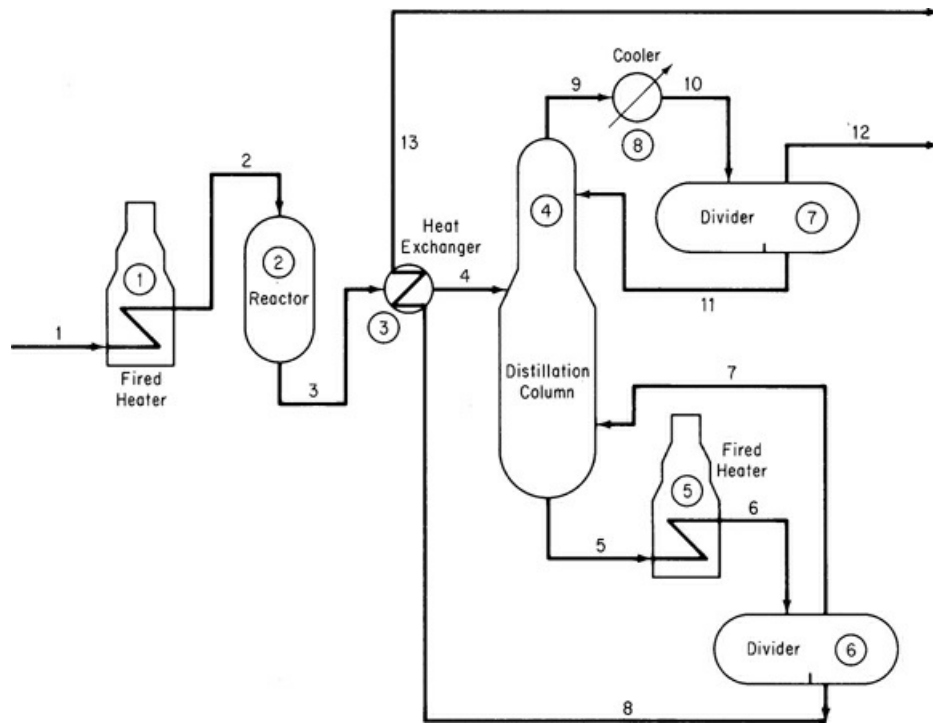 Cooler
9
10
8
12
13
2
Divider
7
4
1
2
Reactor
Heat
Exchanger
4
3
11
1
Fired
Heater
3
Distillation
Column
7
Fired
Heater
5
6
5
Divider
6
8